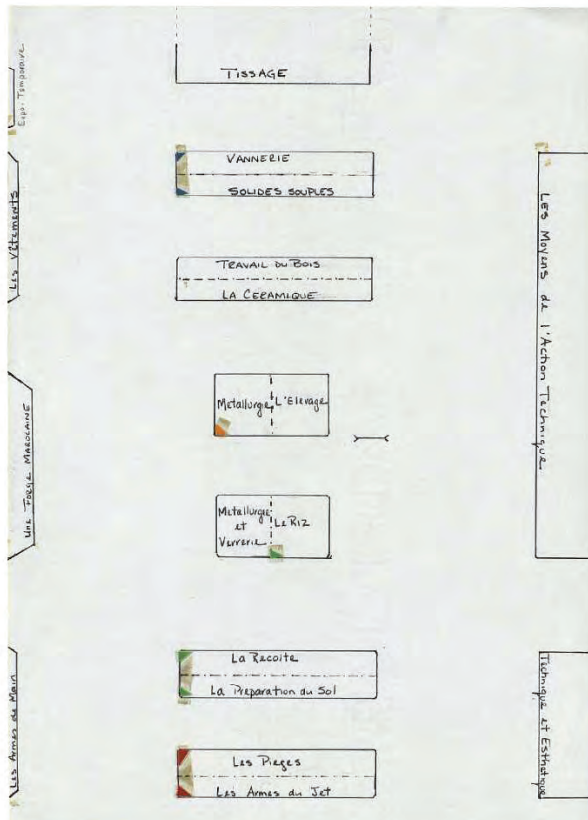 Expo. Temporaire
TISSAGE
VANNERIE
SOLIDES SOUPLES
Les Vêtements
LES Moyens de l'Action Technique
TRAVAIL DU BOIS
LA CERAMIQUE
Metallurgie
L'Elevage
UNE FORGE MAROCAINE
Metallurgie
et
Verrerie
Le Riz
La Recolte
La Preparation du Sol
Les Armes de Main
Technique et Esthetique
Les Pieges
Les Armes du Jet